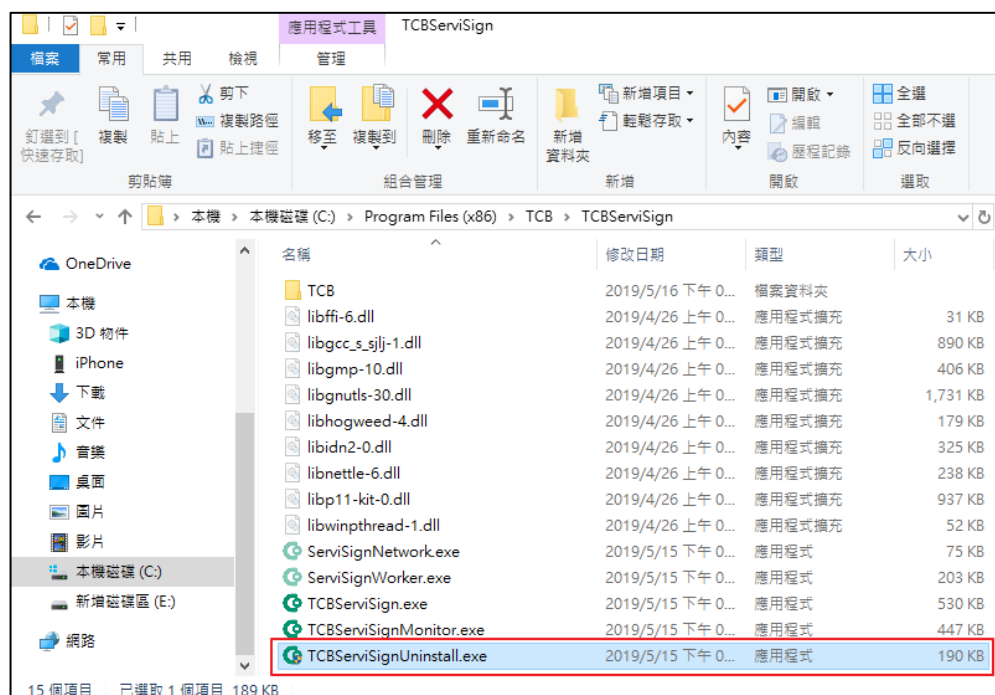 應用程式工具 TCBServiSign
檔案 常用 共用 檢視 管理
釘選到 [
快速存取]
複製
貼上
剪下
複製路徑
貼上捷徑
剪貼簿
移至
複製到
刪除
重新命名
組合管理
新增
資料夾
新增項目
輕鬆存取
新增
內容
開啟
編輯
歷程記錄
開啟
全選
全部不選
反向選擇
選取
本機 › 本機磁碟 (C:) › Program Files (x86) › TCB › TCBServiSign
OneDrive
本機
3D 物件
iPhone
下載
文件
音樂
桌面
圖片
影片
本機磁碟 (C:)
新增磁碟區 (E:)
網路
名稱 修改日期 類型 大小
TCB 2019/5/16 下午 0... 檔案資料夾
libffi-6.dll 2019/4/26 上午 0... 應用程式擴充 31 KB
libgcc_s_sjlj-1.dll 2019/4/26 上午 0... 應用程式擴充 890 KB
libgmp-10.dll 2019/4/26 上午 0... 應用程式擴充 406 KB
libgnutls-30.dll 2019/4/26 上午 0... 應用程式擴充 1,731 KB
libhogweed-4.dll 2019/4/26 上午 0... 應用程式擴充 179 KB
libidn2-0.dll 2019/4/26 上午 0... 應用程式擴充 325 KB
libnettle-6.dll 2019/4/26 上午 0... 應用程式擴充 238 KB
libp11-kit-0.dll 2019/4/26 上午 0... 應用程式擴充 937 KB
libwinpthread-1.dll 2019/4/26 上午 0... 應用程式擴充 52 KB
ServiSignNetwork.exe 2019/5/15 下午 0... 應用程式 75 KB
ServiSignWorker.exe 2019/5/15 下午 0... 應用程式 203 KB
TCBServiSign.exe 2019/5/15 下午 0... 應用程式 530 KB
TCBServiSignMonitor.exe 2019/5/15 下午 0... 應用程式 447 KB
TCBServiSignUninstall.exe 2019/5/15 下午 0... 應用程式 190 KB
15 個項目 已選取 1 個項目 189 KB